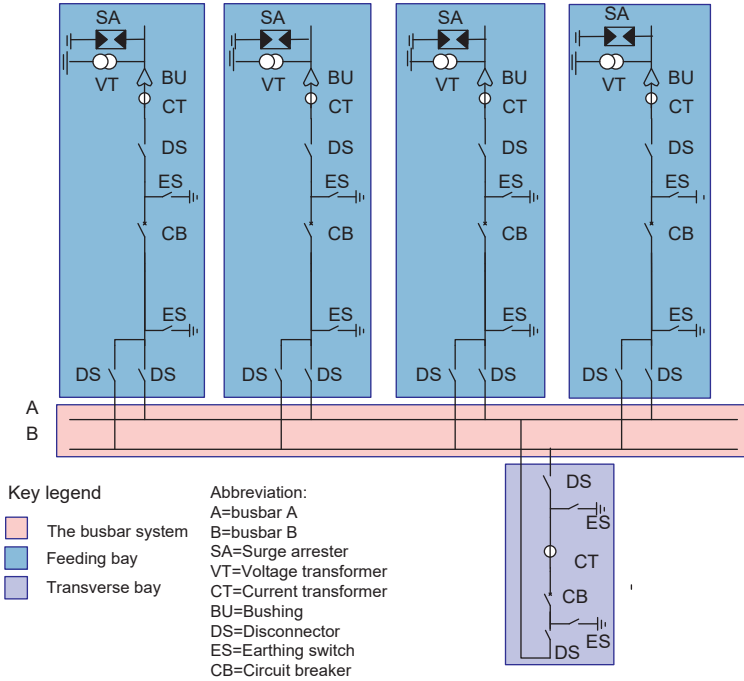 SA SA SA SA
VT BU VT BU VT BU VT BU
CT CT CT CT
DS DS DS DS
ES ES ES ES
CB CB CB CB
ES ES ES ES
DS DS DS DS DS DS DS DS
A
B
DS
ES
CT
CB
ES
DS
Key legend
The busbar system
Feeding bay
Transverse bay
Abbreviation:
A=busbar A
B=busbar B
SA=Surge arrester
VT=Voltage transformer
CT=Current transformer
BU=Bushing
DS=Disconnector
ES=Earthing switch
CB=Circuit breaker